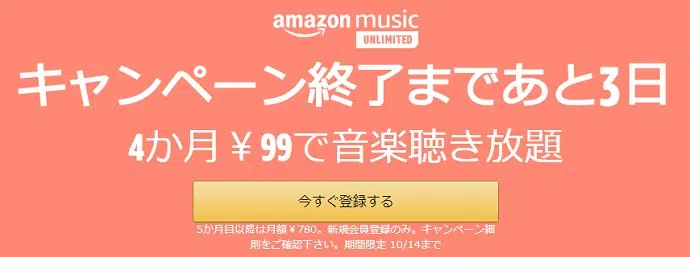 amazon music
UNLIMITED
キャンペーン終了まであと3日
4か月￥99で音楽聴き放題
今すぐ登録する
5か月目以降は月額￥780。新規会員登録のみ。キャンペーン細
則をご確認下さい。期間限定 10/14まで